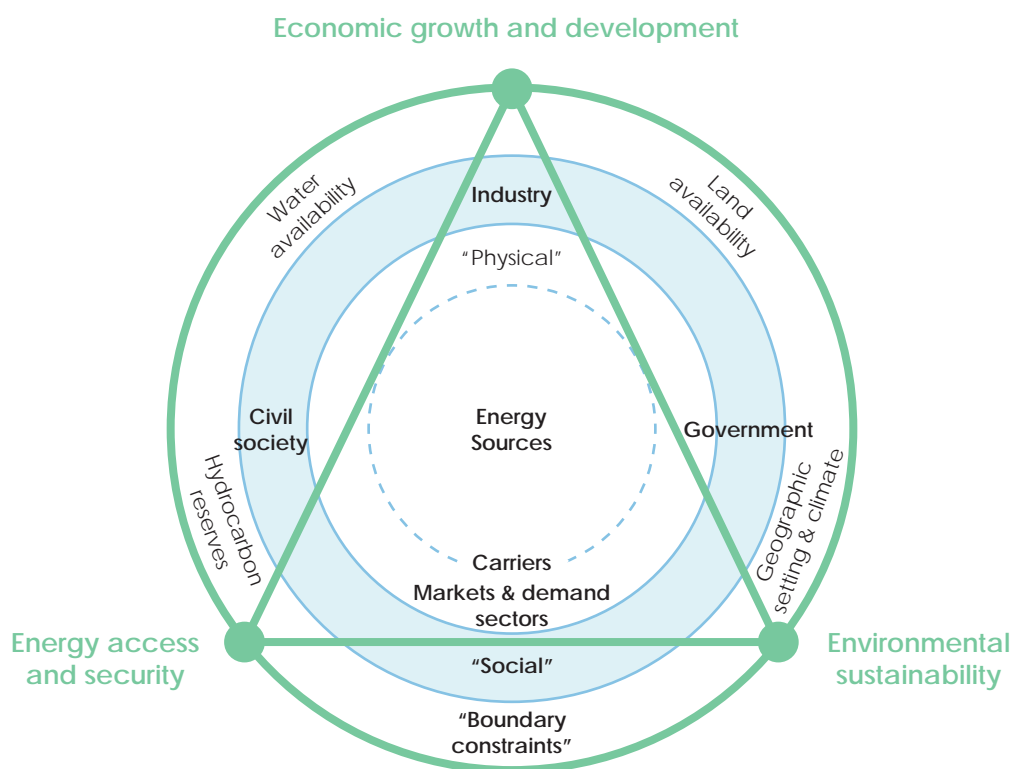 Economic growth and development
Water
availability
Land
availability
Industry
“Physical”
Civil
society
Energy
Sources
Government
Hydrocarbon
reserves
Geographic
setting & climate
Carriers
Markets & demand
sectors
Energy access
and security
Environmental
sustainability
“Social”
“Boundary
constraints”